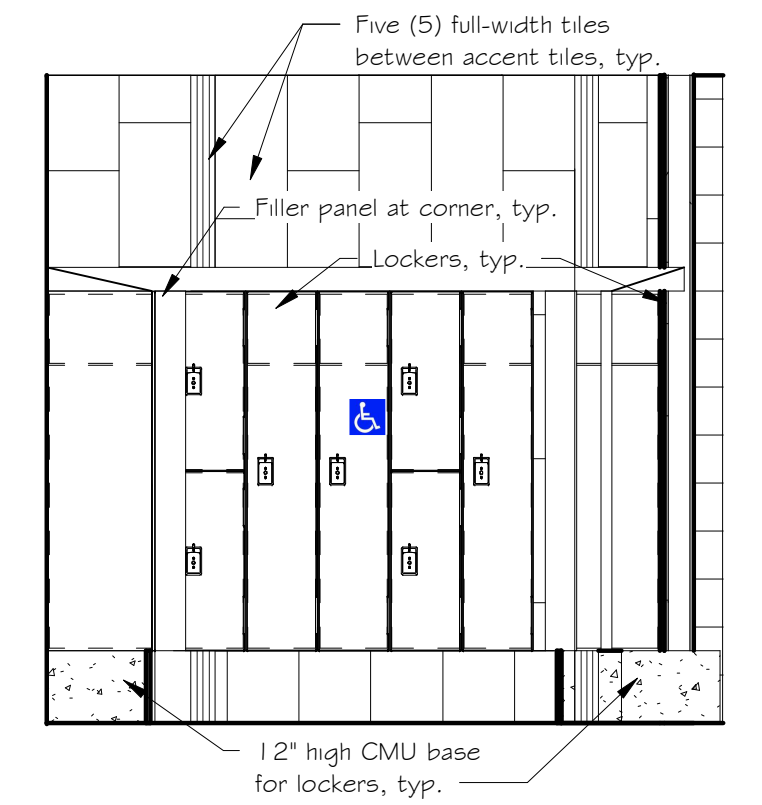 Five (5) full-width tiles
between accent tiles, typ.
Filler panel at corner, typ.
Lockers, typ.
12" high CMU base
for lockers, typ.